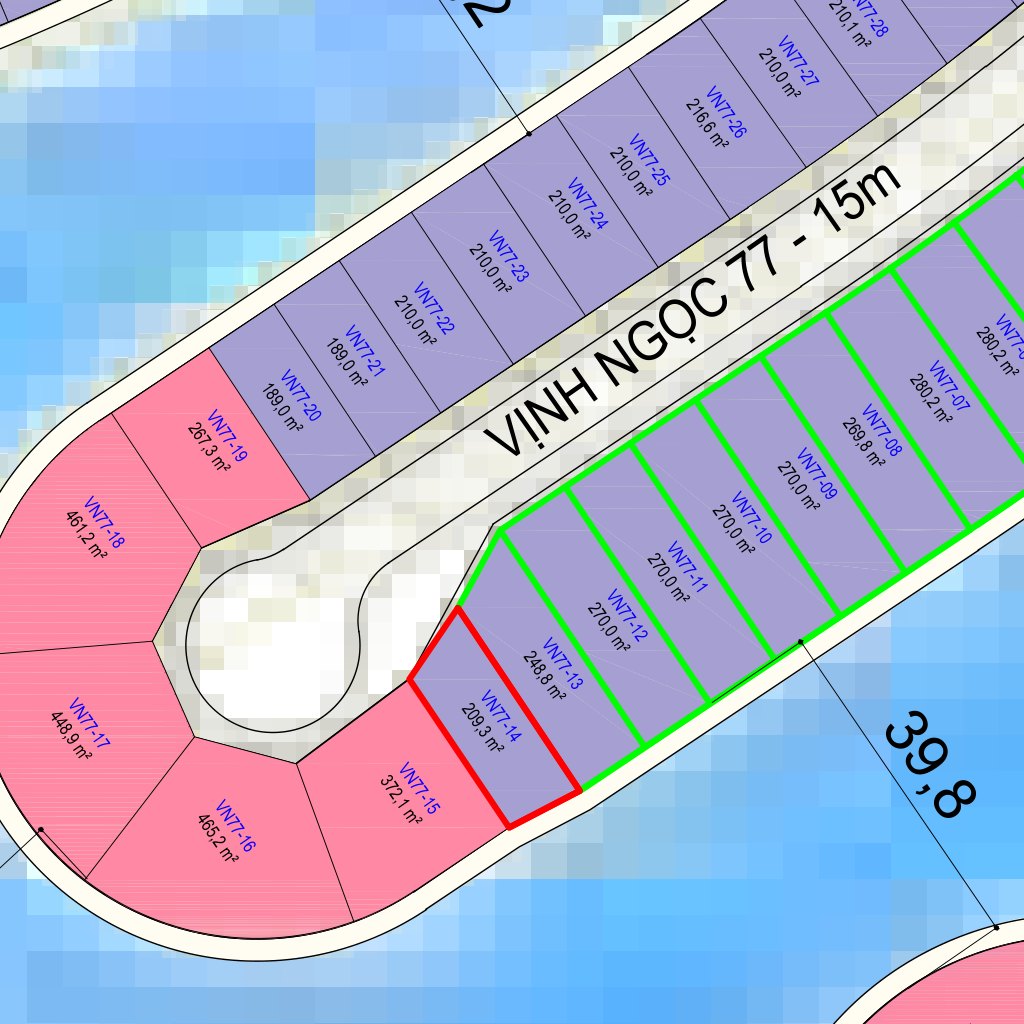 VN77-28
210,1 m²
VN77-27
210,0 m²
VN77-26
216,6 m²
VN77-25
210,0 m²
VN77-24
210,0 m²
VN77-23
210,0 m²
VN77-22
210,0 m²
VN77-21
189,0 m²
VN77-20
189,0 m²
VN77-19
267,3 m²
VN77-18
461,2 m²
VN77-17
448,9 m²
VN77-16
465,2 m²
VN77-15
372,1 m²
VN77-14
209,3 m²
VN77-13
248,8 m²
VN77-12
270,0 m²
VN77-11
270,0 m²
VN77-10
270,0 m²
VN77-09
270,0 m²
VN77-08
269,8 m²
VN77-07
280,2 m²
280,2 m²
VỊNH NGỌC 77 - 15m
39,8